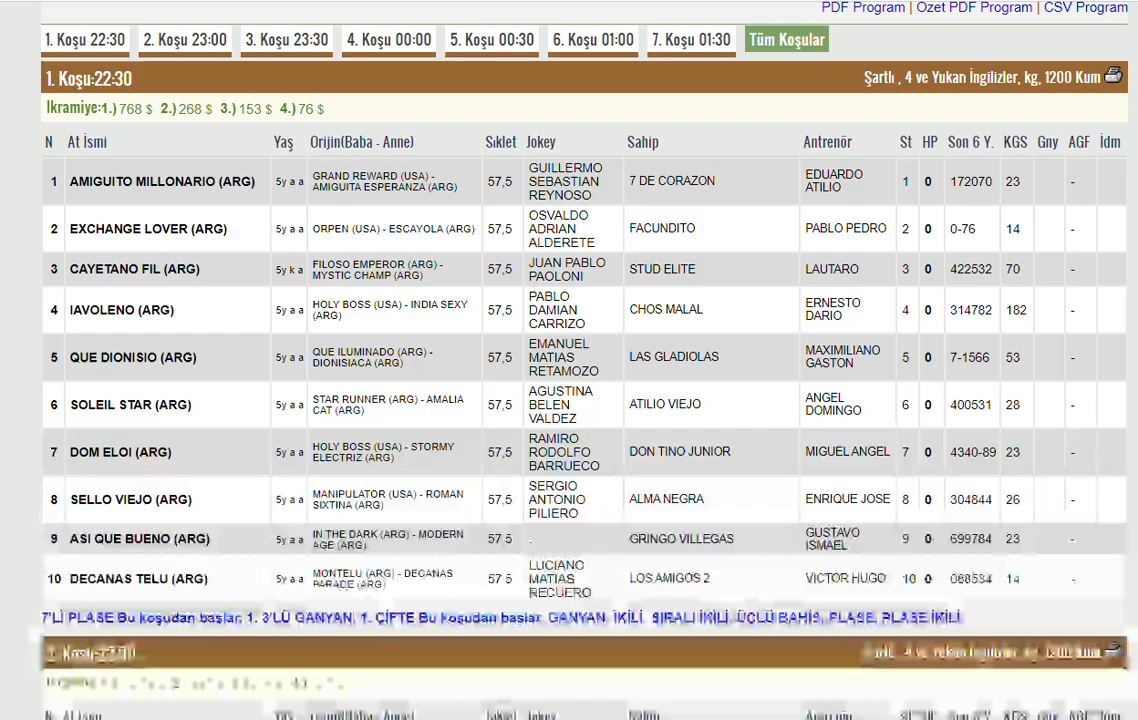 PDF Program | Ozet PDF Program | CSV Program
1. Koşu 22:30 2. Koşu 23:00 3. Koşu 23:30 4. Koşu 00:00 5. Koşu 00:30 6. Koşu 01:00 7. Koşu 01:30 Tüm Koşular
1. Koşu:22:30 Şartlı , 4 ve Yukarı İngilizler, kg, 1200 Kum
İkramiye:1.) 768 $ 2.) 268 $ 3.) 153 $ 4.) 76 $
N At İsmi Yaş Orijin(Baba - Anne) Sıklet Jokey Sahip Antrenör St HP Son 6 Y. KGS Gny AGF İdm
1 AMIGUITO MILLONARIO (ARG) 5y a a GRAND REWARD (USA) - AMIGUITA ESPERANZA (ARG) 57,5 GUILLERMO SEBASTIAN REYNOSO 7 DE CORAZON EDUARDO ATILIO 1 0 172070 23 -
2 EXCHANGE LOVER (ARG) 5y a a ORPEN (USA) - ESCAYOLA (ARG) 57,5 OSVALDO ADRIAN ALDERETE FACUNDITO PABLO PEDRO 2 0 0-76 14 -
3 CAYETANO FIL (ARG) 5y k a FILOSO EMPEROR (ARG) - MYSTIC CHAMP (ARG) 57,5 JUAN PABLO PAOLONI STUD ELITE LAUTARO 3 0 422532 70 -
4 IAVOLENO (ARG) 5y a a HOLY BOSS (USA) - INDIA SEXY (ARG) 57,5 PABLO DAMIAN CARRIZO CHOS MALAL ERNESTO DARIO 4 0 314782 182 -
5 QUE DIONISIO (ARG) 5y a a QUE ILUMINADO (ARG) - DIONISIACA (ARG) 57,5 EMANUEL MATIAS RETAMOZO LAS GLADIOLAS MAXIMILIANO GASTON 5 0 7-1566 53 -
6 SOLEIL STAR (ARG) 5y a a STAR RUNNER (ARG) - AMALIA CAT (ARG) 57,5 AGUSTINA BELEN VALDEZ ATILIO VIEJO ANGEL DOMINGO 6 0 400531 28 -
7 DOM ELOI (ARG) 5y a a HOLY BOSS (USA) - STORMY ELECTRIZ (ARG) 57,5 RAMIRO RODOLFO BARRUECO DON TINO JUNIOR MIGUEL ANGEL 7 0 4340-89 23 -
8 SELLO VIEJO (ARG) 5y a a MANIPULATOR (USA) - ROMAN SIXTINA (ARG) 57,5 SERGIO ANTONIO PILIERO ALMA NEGRA ENRIQUE JOSE 8 0 304844 26 -
9 ASI QUE BUENO (ARG) 5y a a IN THE DARK (ARG) - MODERN AGE (ARG) 57 5 . GRINGO VILLEGAS GUSTAVO ISMAEL 9 0 699784 23 -
10 DECANAS TELU (ARG) 5y a a MONTELU (ARG) - DECANAS PARADE (ARG) 57 5 LUCIANO MATIAS RECUERO LOS AMIGOS 2 VICTOR HUGO 10 0 088534 14 -
7'Lİ PLASE Bu koşudan başlar, 1. 3'LÜ GANYAN, 1. ÇİFTE Bu koşudan başlar. GANYAN, İKİLİ, SIRALI İKİLİ, ÜÇLÜ BAHİS, PLASE, PLASE İKİLİ
N At İsmi Yaş Orijin(Baba - Anne) Sıklet Jokey Sahip Antrenör